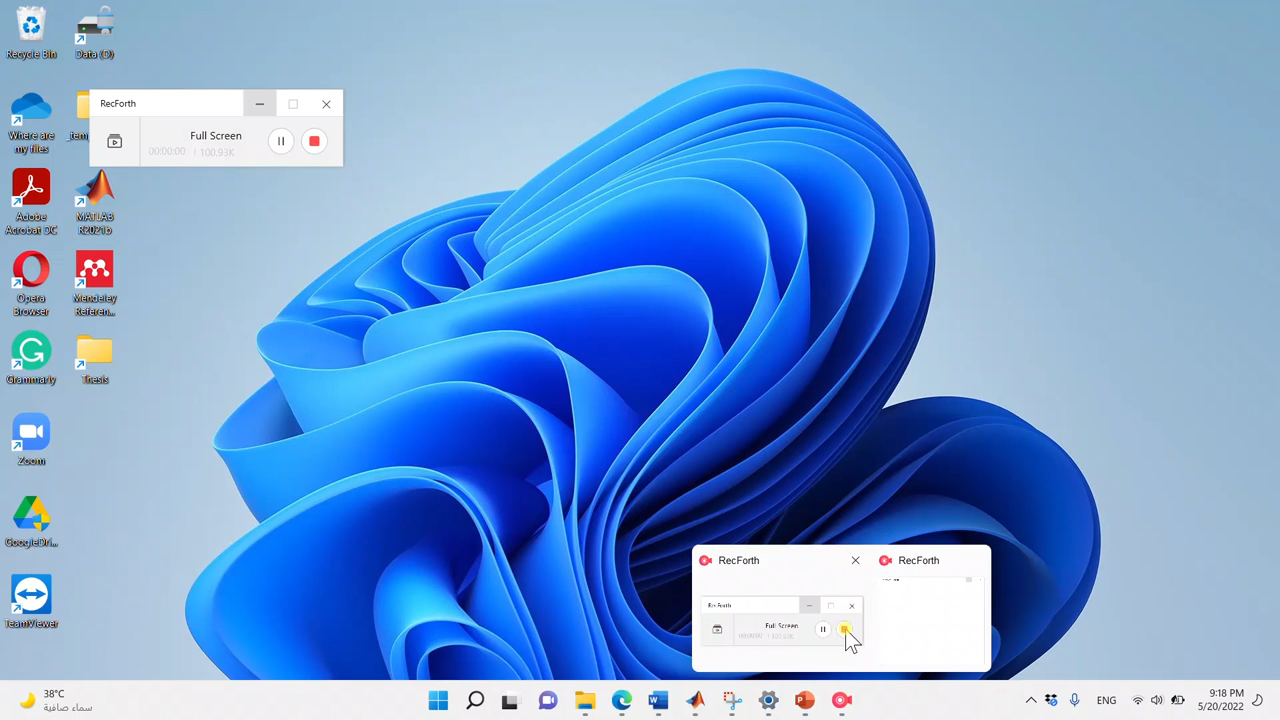 Recycle Bin
Data (D)
Where are
my files
Adobe
Acrobat DC
MATLAB
R2021b
Opera
Browser
Mendeley
Referen...
Grammarly
Thesis
Zoom
GoogleDri...
TeamViewer
RecForth
Full Screen
00:00:00 | 100.93K
RecForth
RecForth
RecForth
Full Screen
38°C
سماء صافية
ENG
9:18 PM
5/20/2022